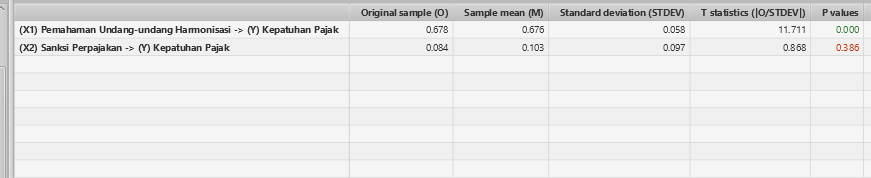 Original sample (O) Sample mean (M) Standard deviation (STDEV) T statistics (|O/STDEV|) P values
(X1) Pemahaman Undang-undang Harmonisasi -> (Y) Kepatuhan Pajak 0.678 0.676 0.058 11.711 0.000
(X2) Sanksi Perpajakan -> (Y) Kepatuhan Pajak 0.084 0.103 0.097 0.868 0.386